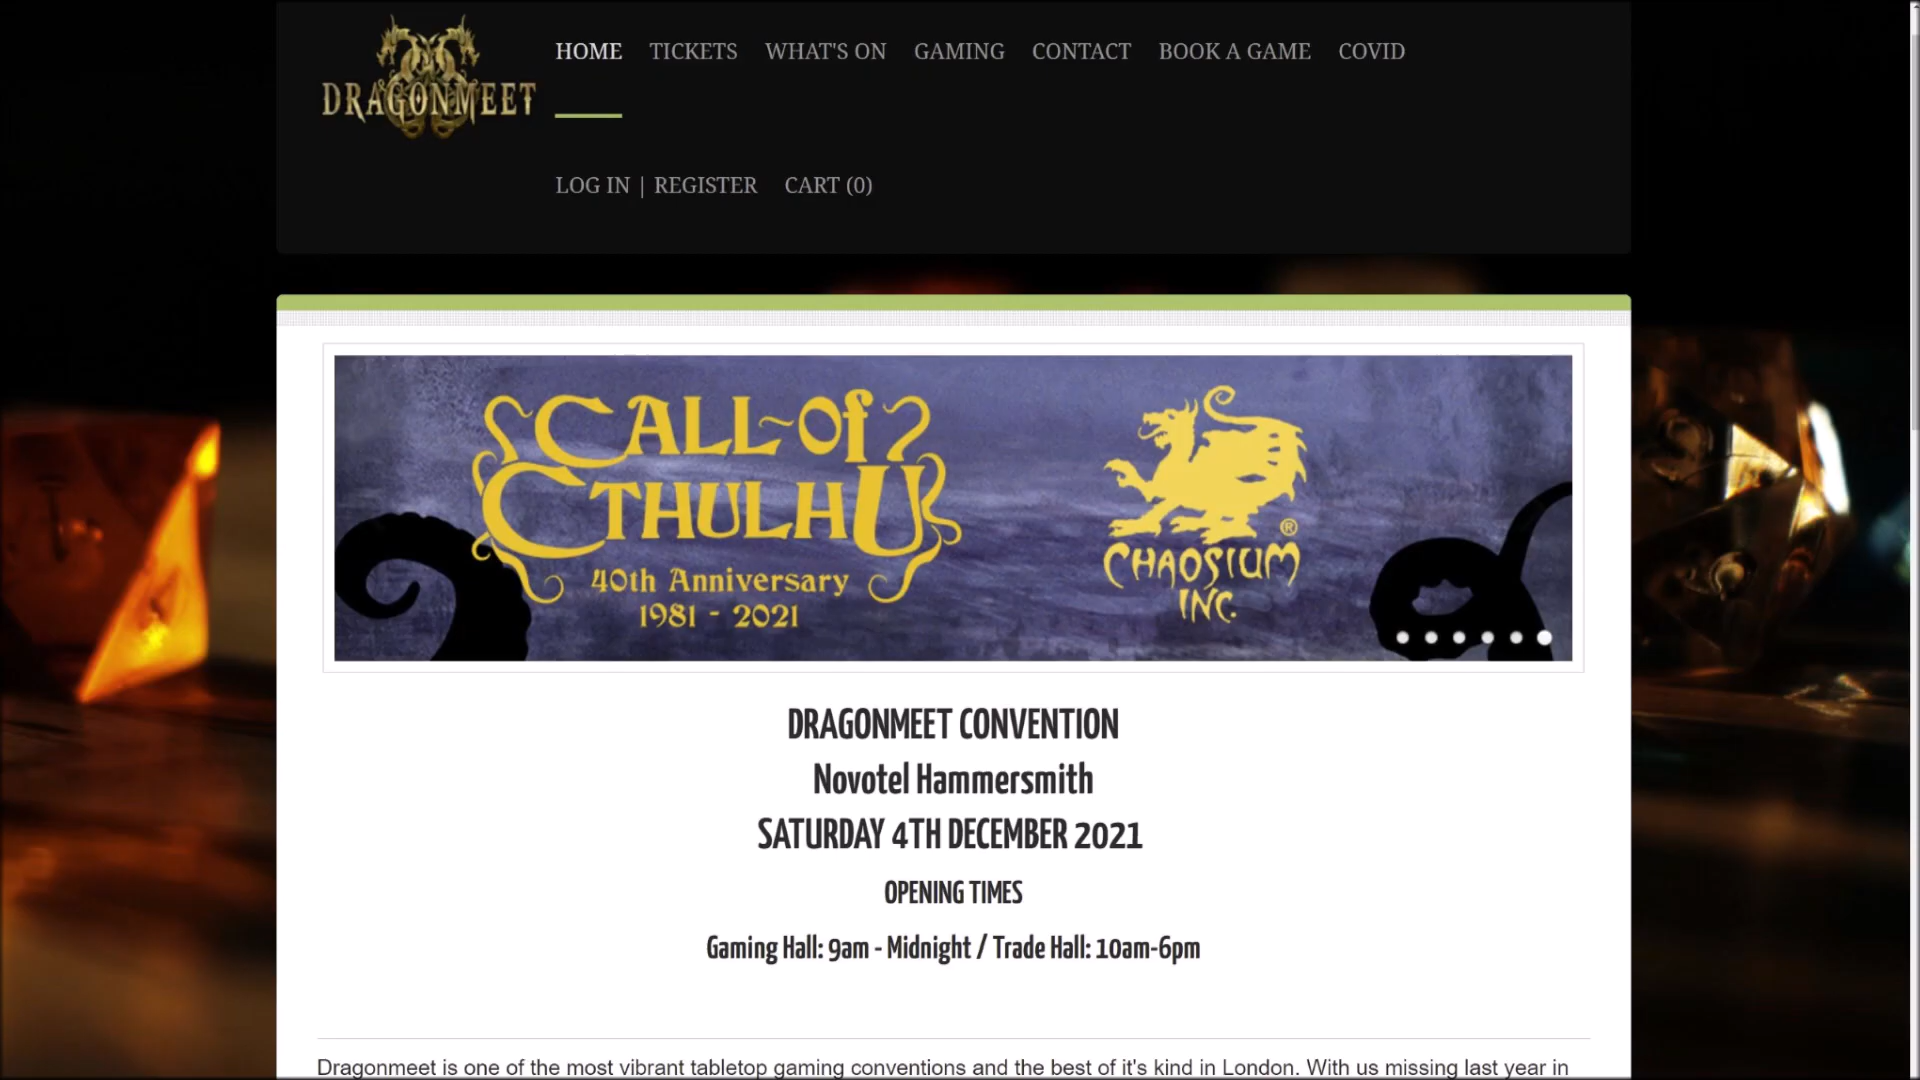 DRAGONMEET
HOME TICKETS WHAT'S ON GAMING CONTACT BOOK A GAME COVID
LOG IN | REGISTER CART (0)
CALL-Of
CTHULHU
40th Anniversary
1981 - 2021
CHAOSIUM
INC.
®
DRAGONMEET CONVENTION
Novotel Hammersmith
SATURDAY 4TH DECEMBER 2021
OPENING TIMES
Gaming Hall: 9am - Midnight / Trade Hall: 10am-6pm
Dragonmeet is one of the most vibrant tabletop gaming conventions and the best of it's kind in London. With us missing last year in